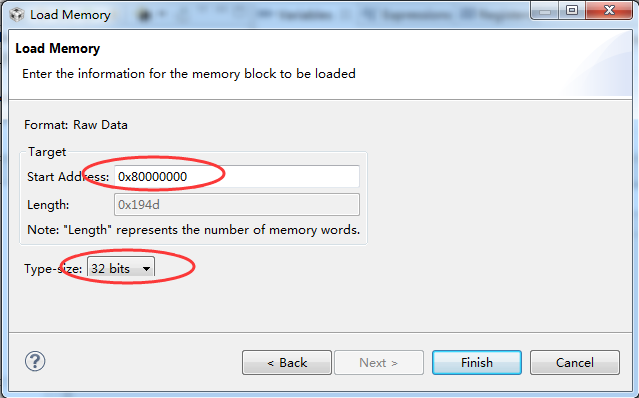 Load Memory
Variables
Expressions
Load Memory
Enter the information for the memory block to be loaded
Format: Raw Data
Target
Start Address: 0x80000000
Length: 0x194d
Note: "Length" represents the number of memory words.
Type-size: 32 bits
?
< Back Next > Finish Cancel